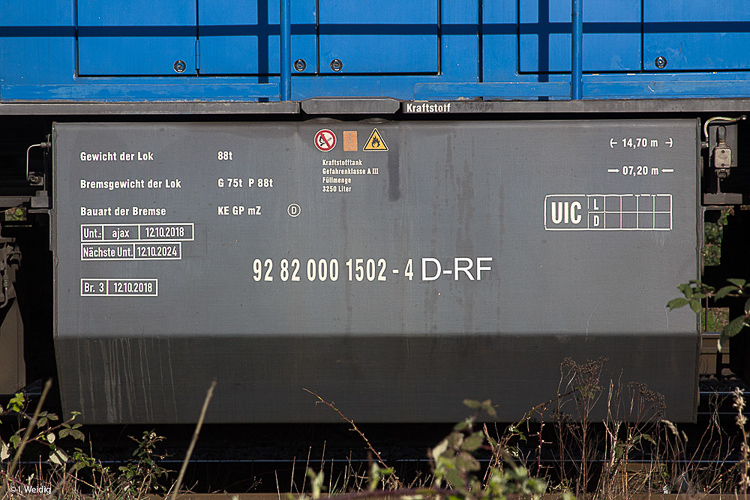 Kraftstoff
Gewicht der Lok 88t
Bremsgewicht der Lok G 75t P 88t
Bauart der Bremse KE GP mZ D
Kraftstofftank
Gefahrenklasse A III
Füllmenge
3250 Liter
14,70 m
07,20 m
UIC L D
Unt.: ajax 12.10.2018
Nächste Unt. 12.10.2024
92 82 000 1502 - 4 D-RF
Br. 3 12.10.2018
© I. Weidig